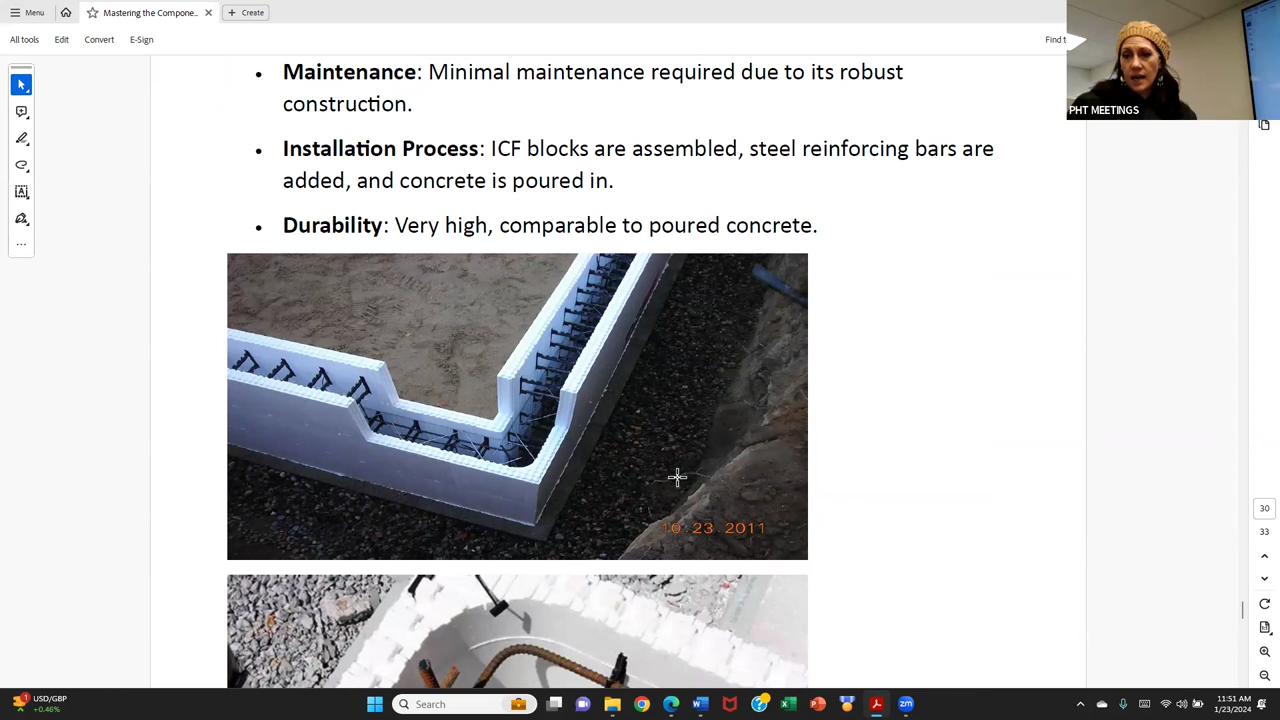 Menu
Mastering the Compone...
Create
All tools
Edit
Convert
E-Sign
Find t
PHT MEETINGS
• Maintenance: Minimal maintenance required due to its robust
construction.
• Installation Process: ICF blocks are assembled, steel reinforcing bars are
added, and concrete is poured in.
• Durability: Very high, comparable to poured concrete.
10 23 2011
30
33
1
USD/GBP
+0.46%
Search
11:51 AM
1/23/2024